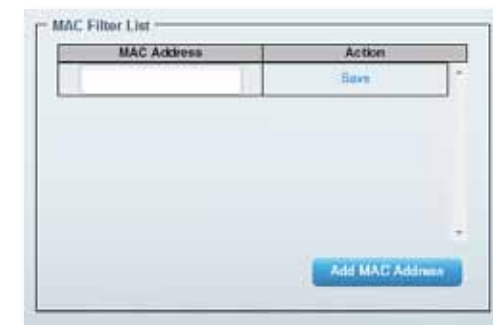 MAC Filter List
MAC Address Action
Save
Add MAC Address